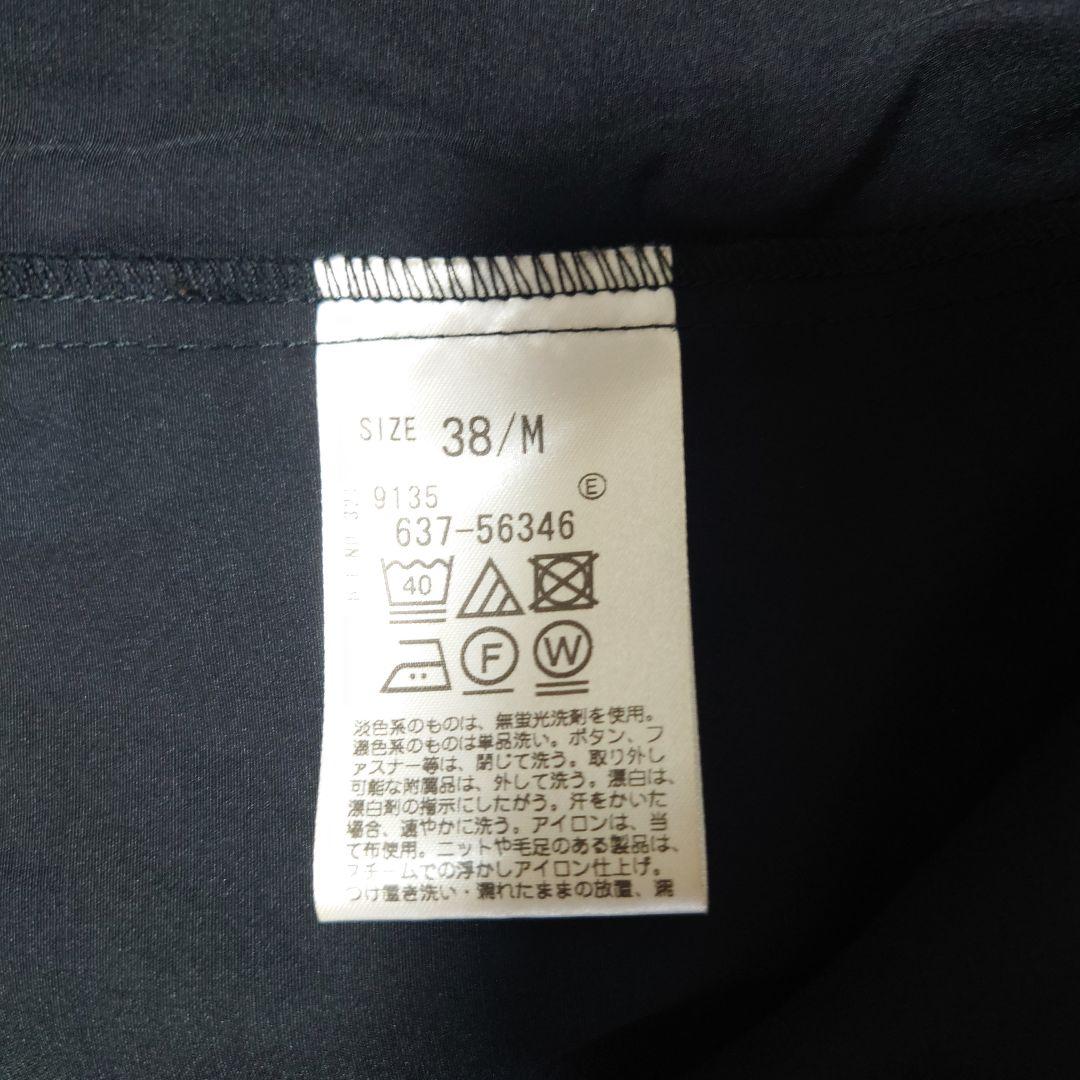 SIZE 38/M
9135 Ⓔ
637-56346
40
F W
淡色系のものは、無蛍光洗剤を使用。
濃色系のものは単品洗い。ボタン、フ
ァスナー等は、閉じて洗う。取り外し
可能な附属品は、外して洗う。漂白は、
漂白剤の指示にしたがう。汗をかいた
場合、速やかに洗う。アイロンは、当
て布使用。ニットや毛足のある製品は、
スチームでの浮かしアイロン仕上げ。
つけ置き洗い・濡れたままの放置、濡